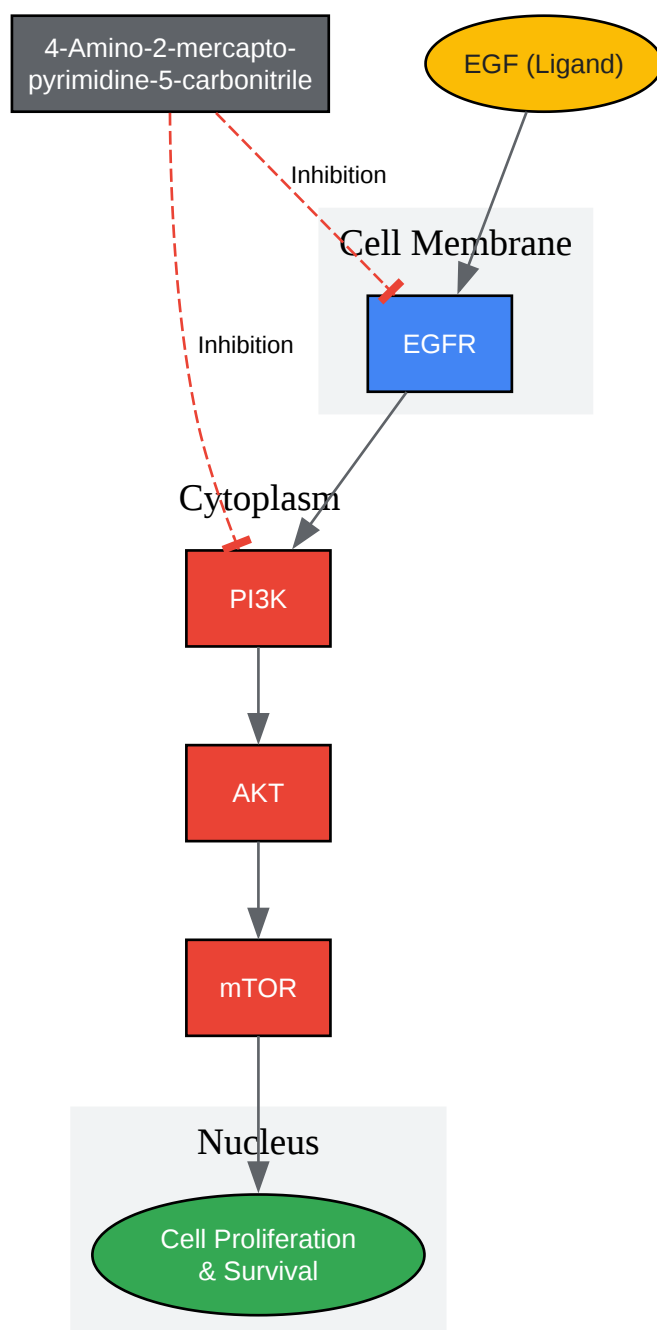 4-Amino-2-mercapto-
pyrimidine-5-carbonitrile
EGF (Ligand)
Inhibition
Cell Membrane
EGFR
Inhibition
Cytoplasm
PI3K
AKT
mTOR
Nucleus
Cell Proliferation
& Survival